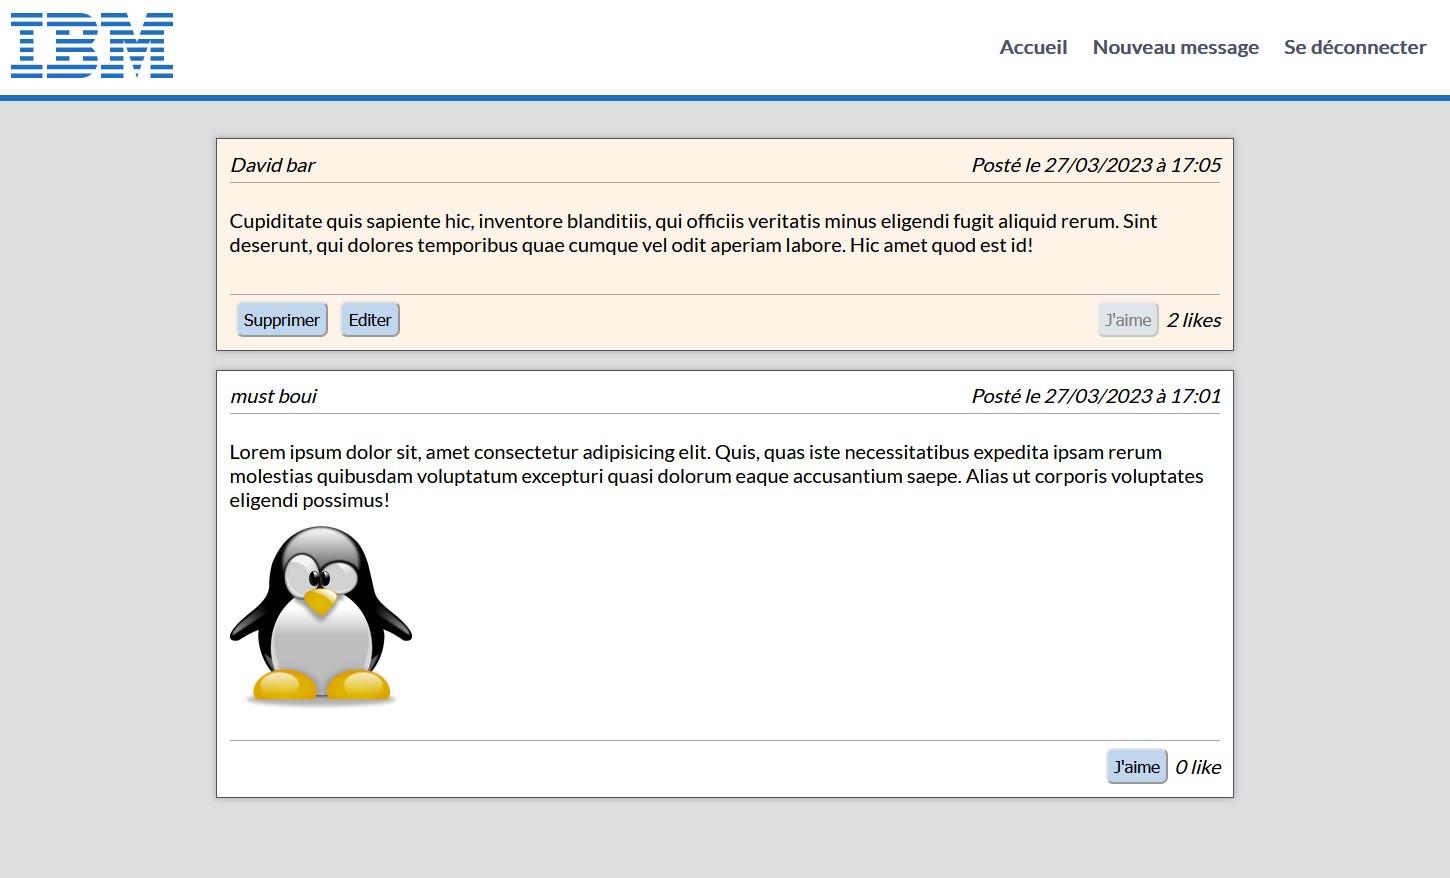 IBM
Accueil Nouveau message Se déconnecter
David bar Posté le 27/03/2023 à 17:05
Cupiditate quis sapiente hic, inventore blanditiis, qui officiis veritatis minus eligendi fugit aliquid rerum. Sint
deserunt, qui dolores temporibus quae cumque vel odit aperiam labore. Hic amet quod est id!
Supprimer Editer J'aime 2 likes
must boui Posté le 27/03/2023 à 17:01
Lorem ipsum dolor sit, amet consectetur adipisicing elit. Quis, quas iste necessitatibus expedita ipsam rerum
molestias quibusdam voluptatum excepturi quasi dolorum eaque accusantium saepe. Alias ut corporis voluptates
eligendi possimus!
J'aime 0 like